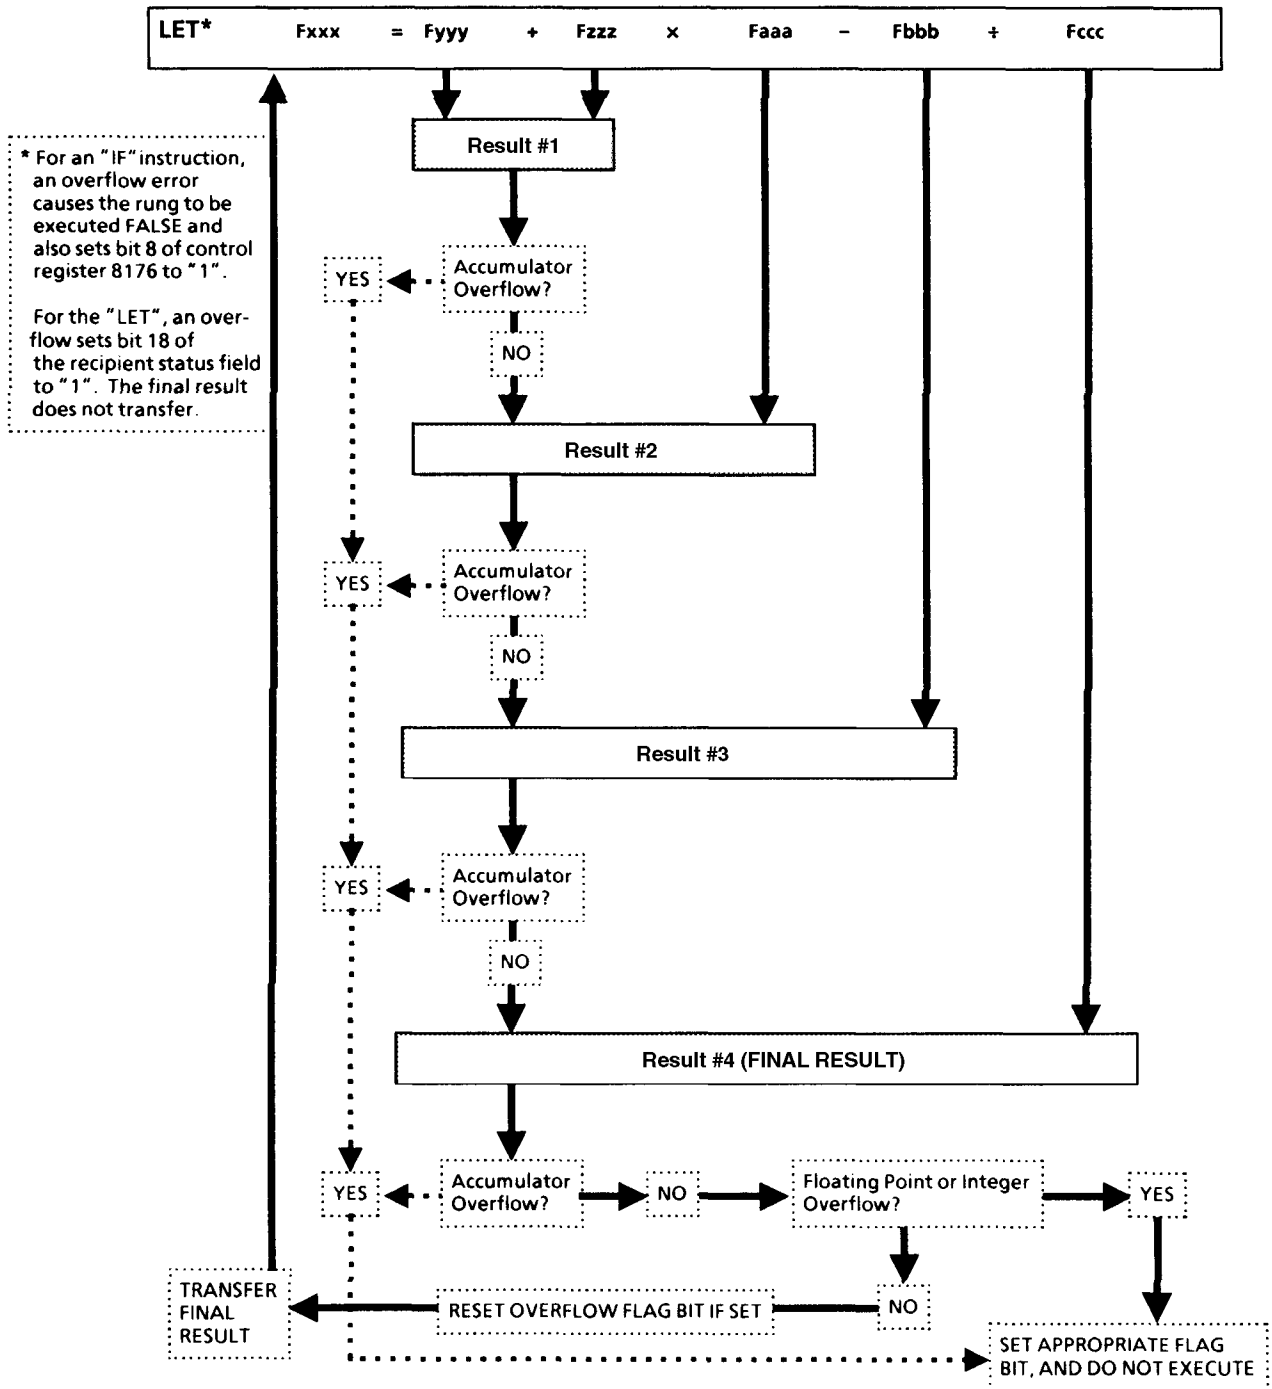 LET* Fxxx = Fyyy + Fzzz × Faaa – Fbbb ÷ Fccc
Result #1
* For an "IF" instruction,
an overflow error
causes the rung to be
executed FALSE and
also sets bit 8 of control
register 8176 to "1".
For the "LET", an over-
flow sets bit 18 of
the recipient status field
to "1". The final result
does not transfer.
YES
Accumulator
Overflow?
NO
Result #2
YES
Accumulator
Overflow?
NO
Result #3
YES
Accumulator
Overflow?
NO
Result #4 (FINAL RESULT)
YES
Accumulator
Overflow?
NO
Floating Point or Integer
Overflow?
YES
TRANSFER
FINAL
RESULT
RESET OVERFLOW FLAG BIT IF SET
NO
SET APPROPRIATE FLAG
BIT, AND DO NOT EXECUTE